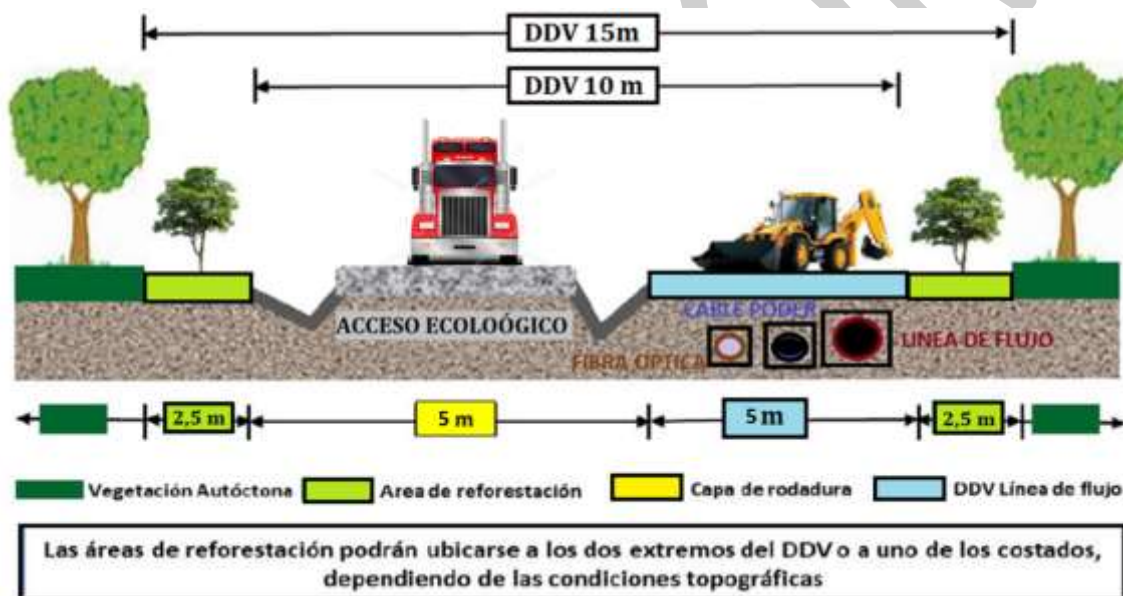 DDV 15m
DDV 10 m
ACCESO ECOLOÓGICO
CABLE PODER
FIBRA OPTICA
LINEA DE FLUJO
2,5 m
5 m
5 m
2,5 m
Vegetación Autóctona
Area de reforestación
Capa de rodadura
DDV Línea de flujo
Las áreas de reforestación podrán ubicarse a los dos extremos del DDV o a uno de los costados,
dependiendo de las condiciones topográficas